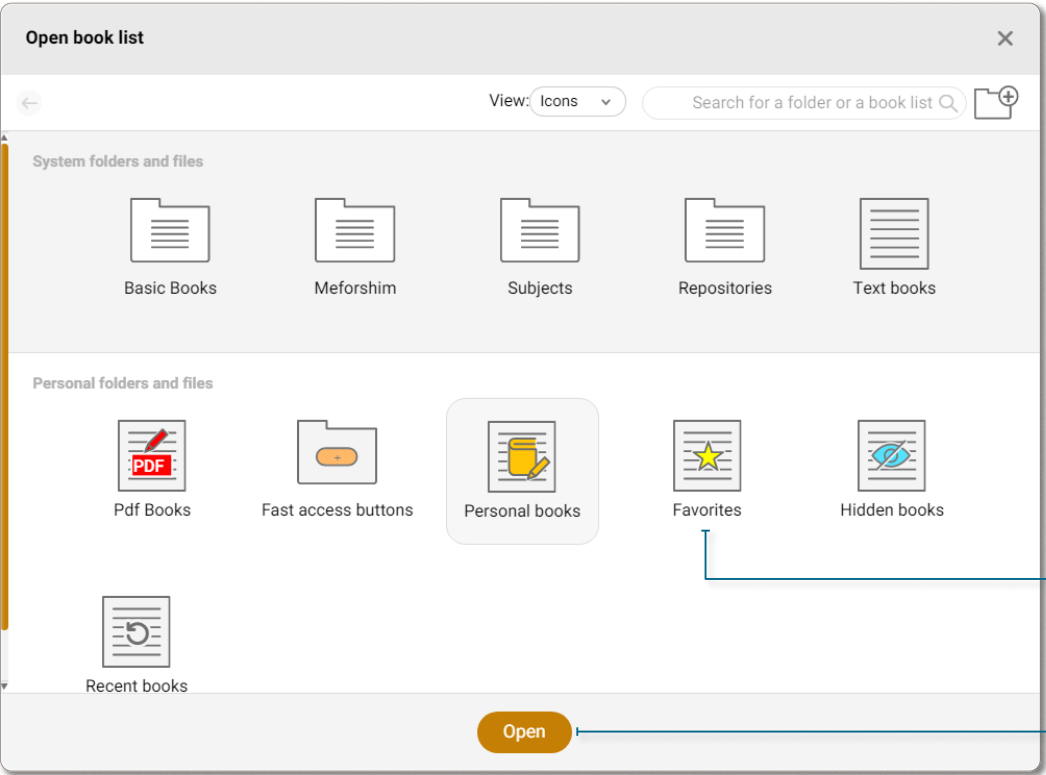 Open book list
View: Icons
Search for a folder or a book list
System folders and files
Basic Books
Meforshim
Subjects
Repositories
Text books
Personal folders and files
PDF
Pdf Books
Fast access buttons
Personal books
Favorites
Hidden books
Recent books
Open